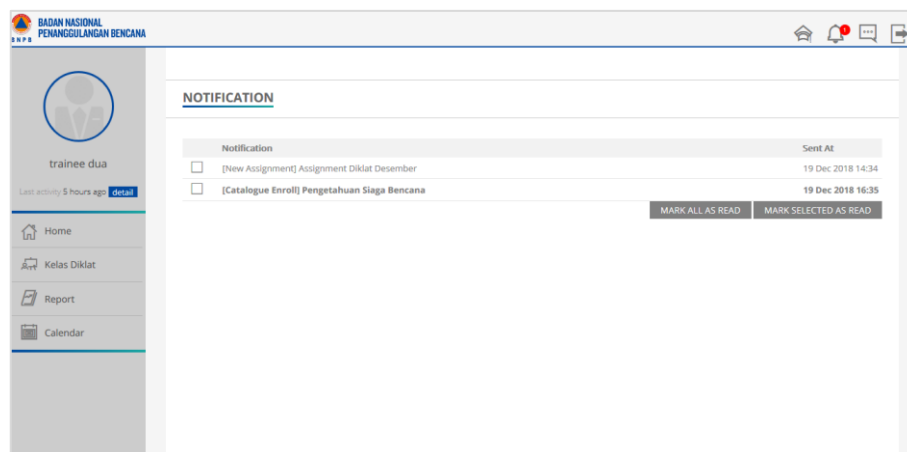 BADAN NASIONAL
PENANGGULANGAN BENCANA
BNPB
1
trainee dua
Last activity 5 hours ago detail
Home
Kelas Diklat
Report
Calendar
NOTIFICATION
Notification Sent At
[New Assignment] Assignment Diklat Desember 19 Dec 2018 14:34
[Catalogue Enroll] Pengetahuan Siaga Bencana 19 Dec 2018 16:35
MARK ALL AS READ MARK SELECTED AS READ